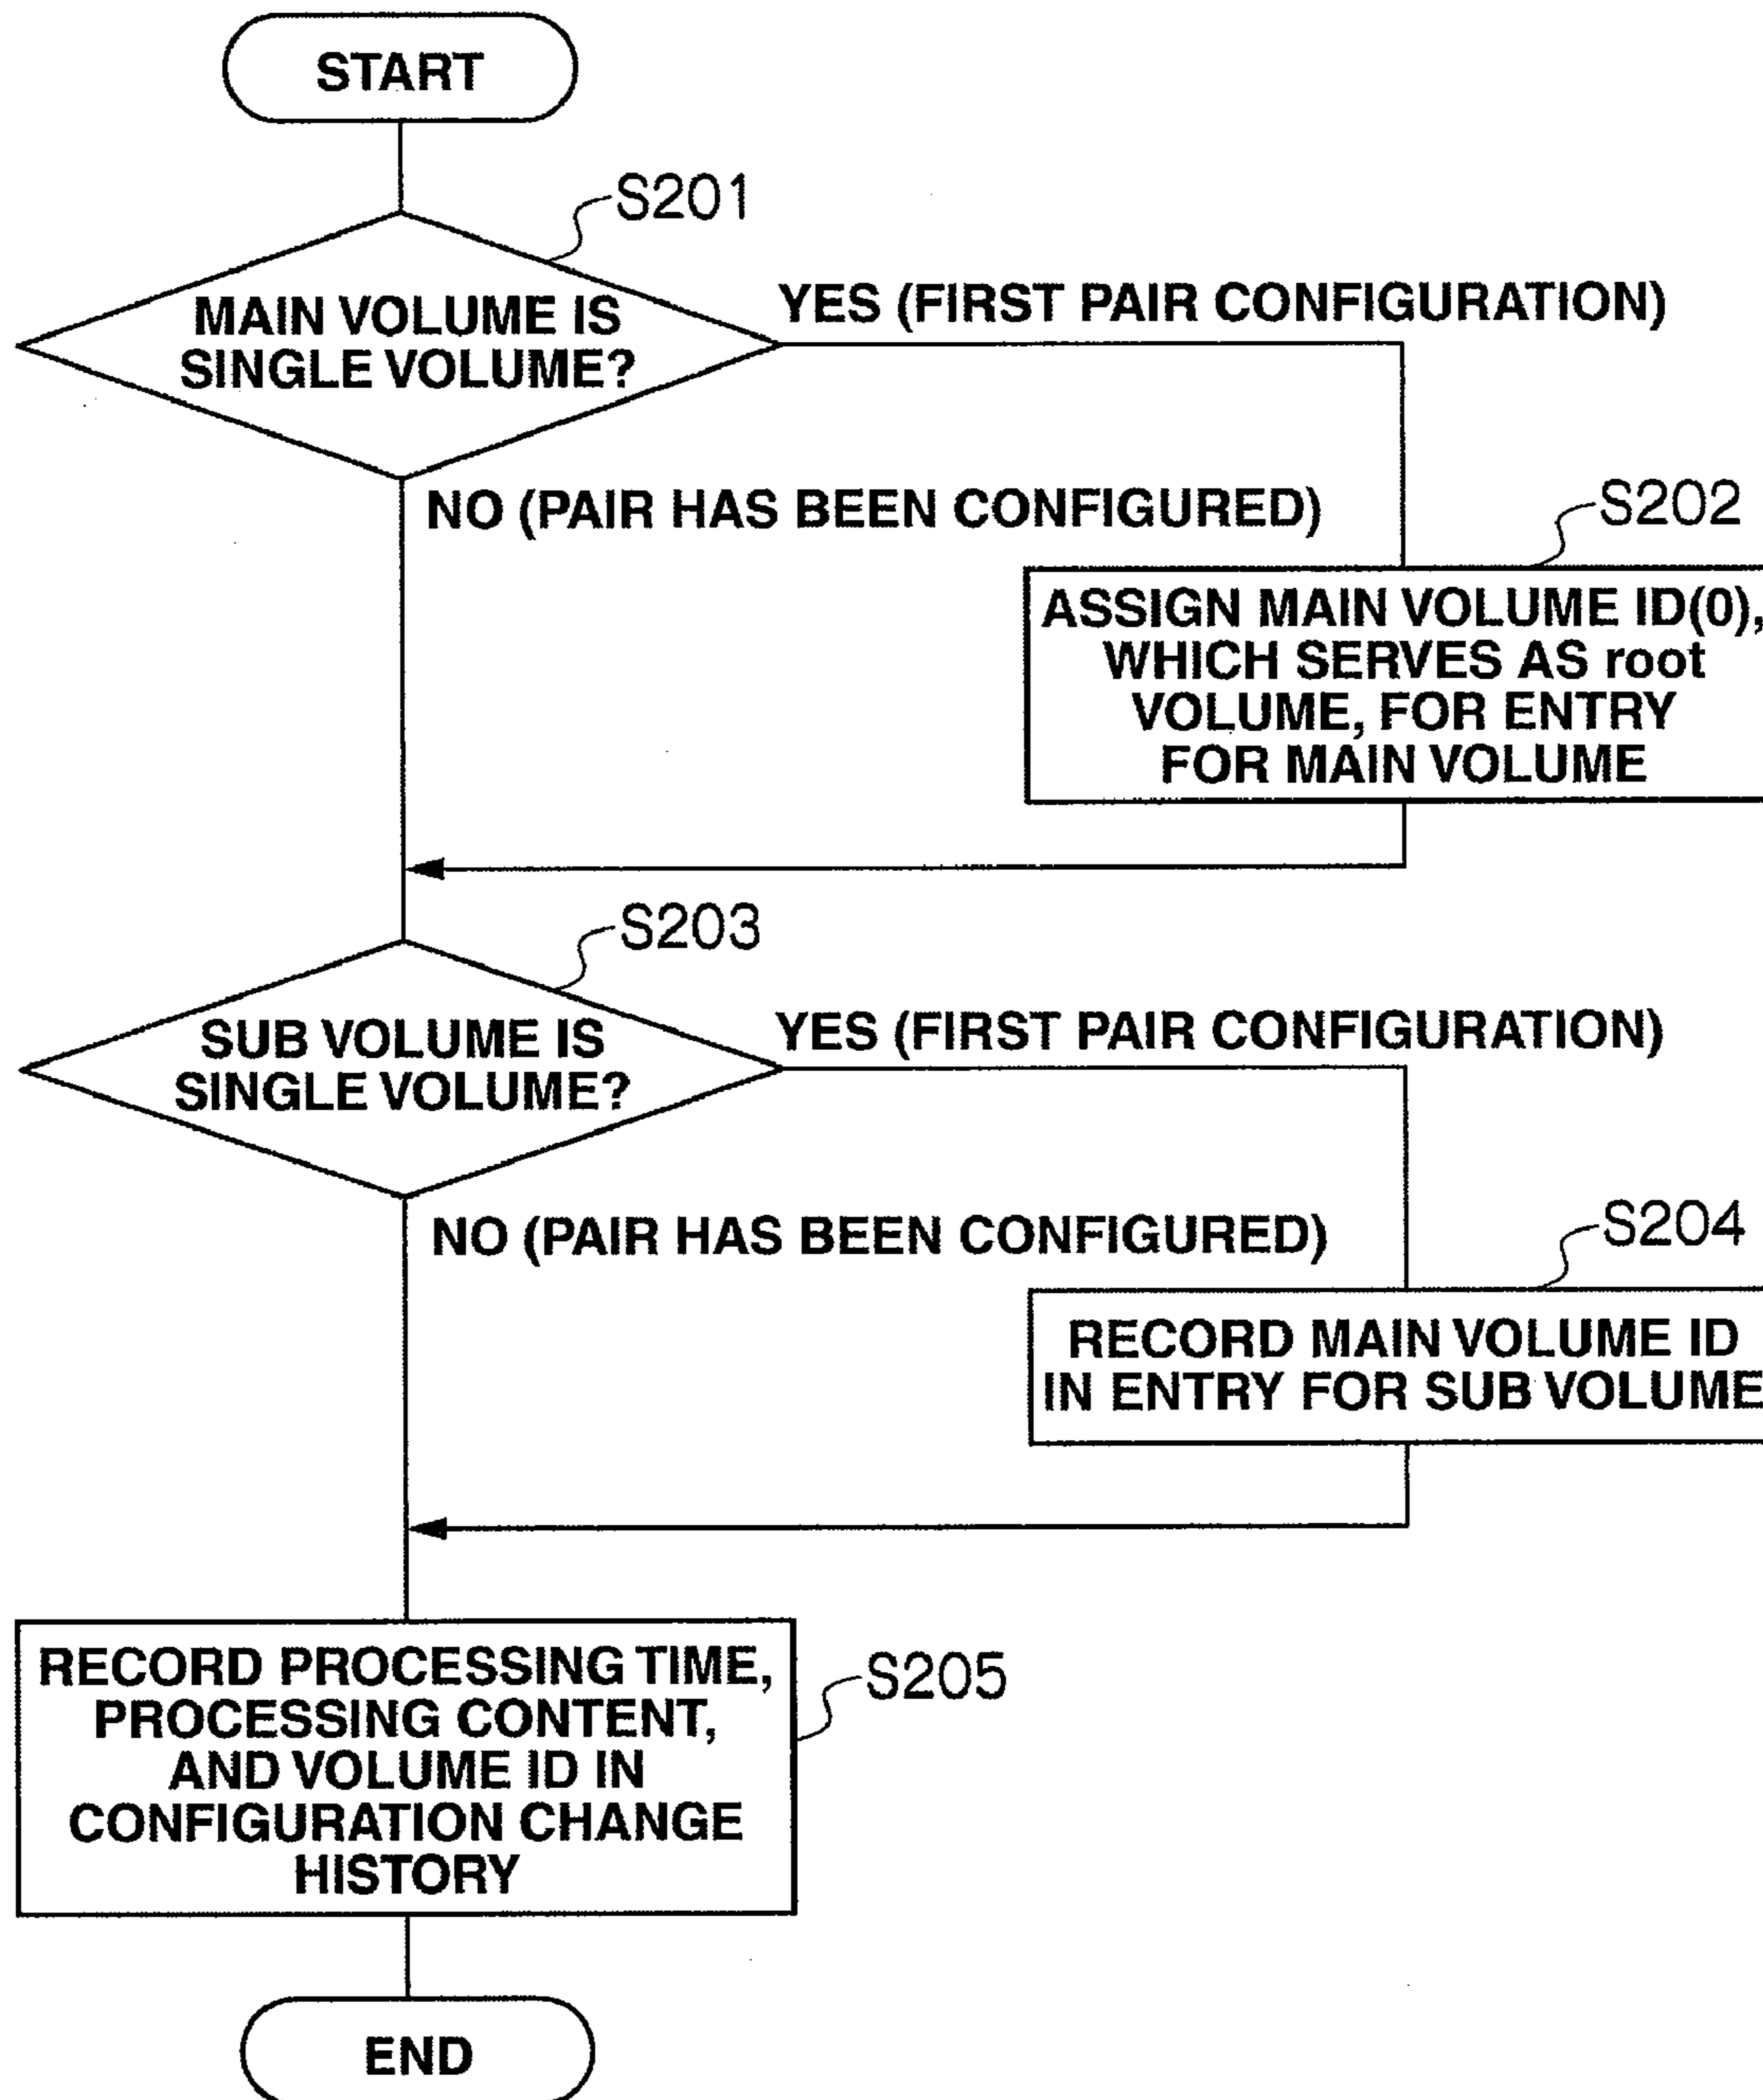 START
S201
MAIN VOLUME IS
SINGLE VOLUME?
YES (FIRST PAIR CONFIGURATION)
NO (PAIR HAS BEEN CONFIGURED)
S202
ASSIGN MAIN VOLUME ID(0),
WHICH SERVES AS root
VOLUME, FOR ENTRY
FOR MAIN VOLUME
S203
SUB VOLUME IS
SINGLE VOLUME?
YES (FIRST PAIR CONFIGURATION)
NO (PAIR HAS BEEN CONFIGURED)
S204
RECORD MAIN VOLUME ID
IN ENTRY FOR SUB VOLUME
RECORD PROCESSING TIME,
PROCESSING CONTENT,
AND VOLUME ID IN
CONFIGURATION CHANGE
HISTORY
S205
END